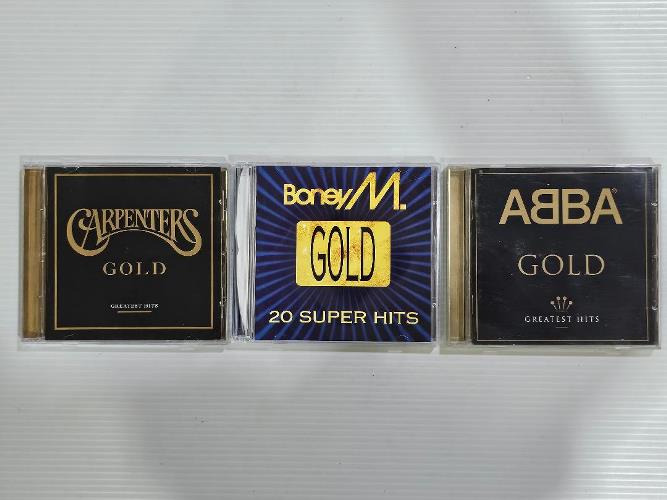 CARPENTERS
GOLD
GREATEST HITS
Boney M.
GOLD
20 SUPER HITS
ABBA®
GOLD
GREATEST HITS